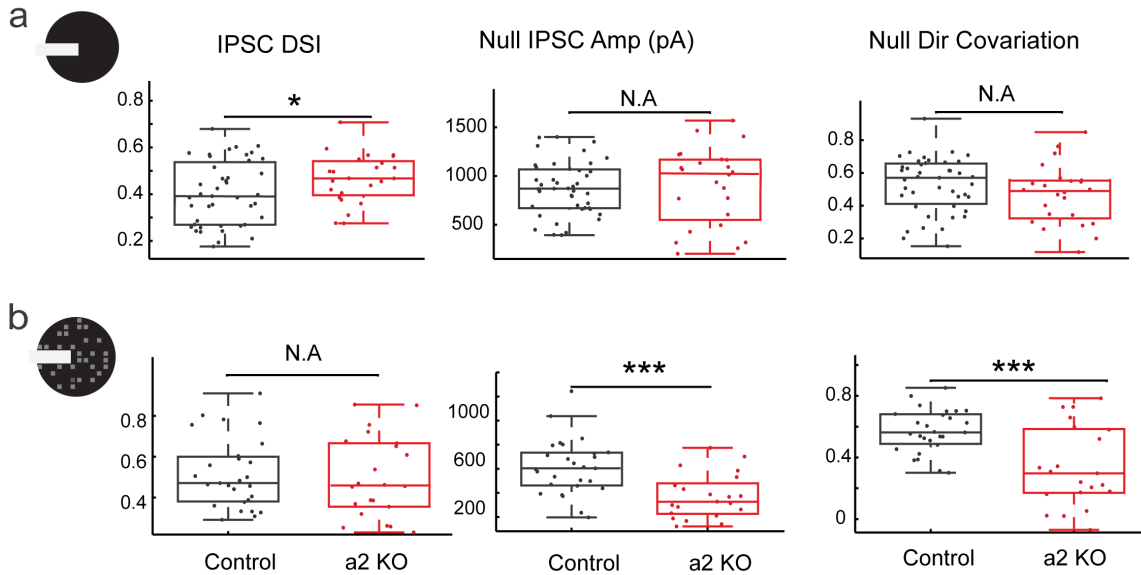 a
IPSC DSI
Null IPSC Amp (pA)
Null Dir Covariation
0.8
0.6
0.4
0.2
*
1500
1000
500
N.A
0.8
0.6
0.4
0.2
N.A
b
0.8
0.6
0.4
N.A
Control
a2 KO
1000
600
200
***
Control
a2 KO
0.8
0.4
0
***
Control
a2 KO